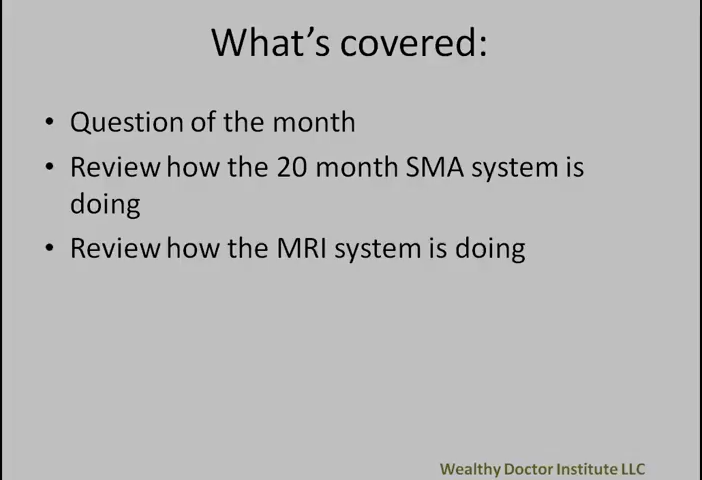 What's covered:
• Question of the month
• Review how the 20 month SMA system is
doing
• Review how the MRI system is doing
Wealthy Doctor Institute LLC